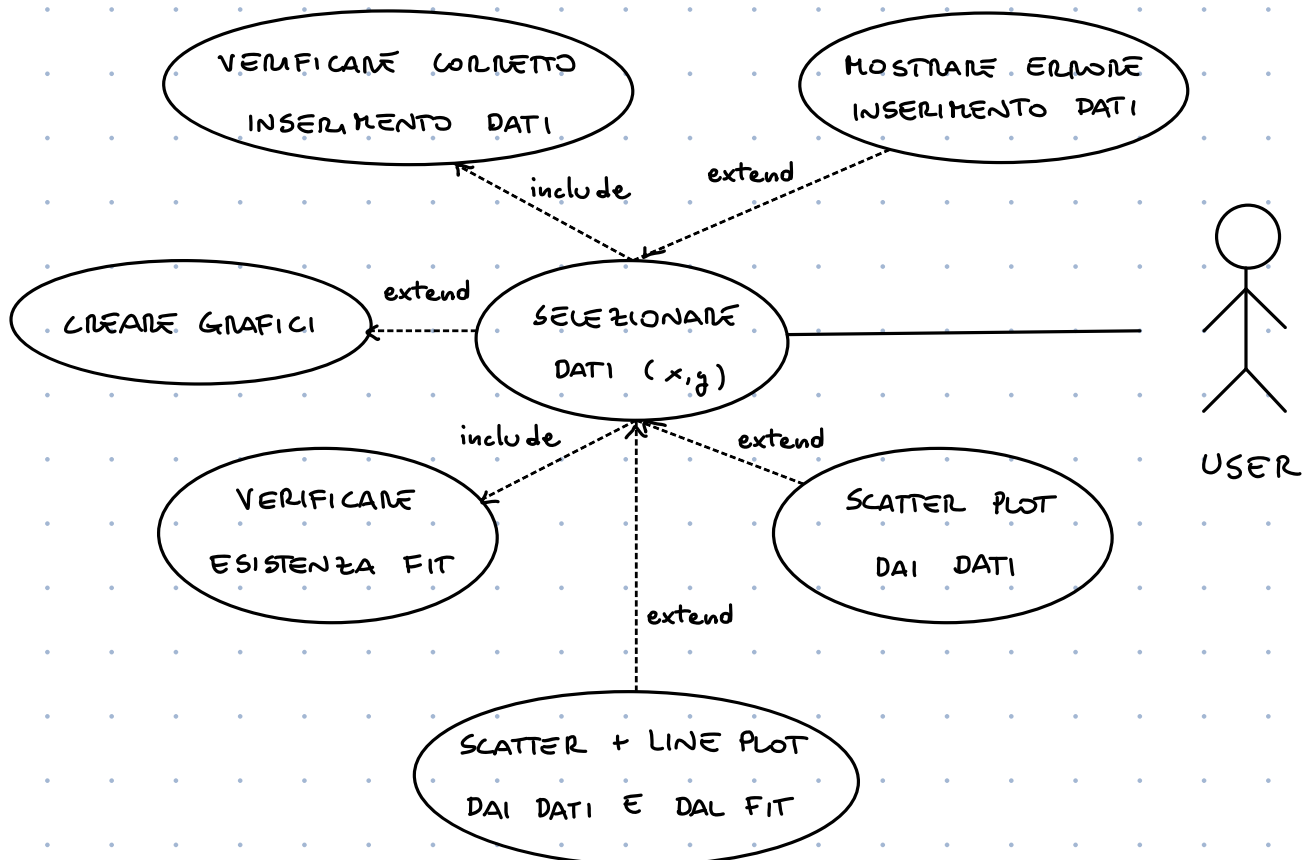 VERIFICARE CORRETTO
INSERIMENTO DATI
MOSTRARE ERRORE
INSERIMENTO DATI
include
extend
CREARE GRAFICI
extend
SELEZIONARE
DATI (x,y)
USER
include
extend
VERIFICARE
ESISTENZA FIT
SCATTER PLOT
DAI DATI
extend
SCATTER + LINE PLOT
DAI DATI E DAL FIT